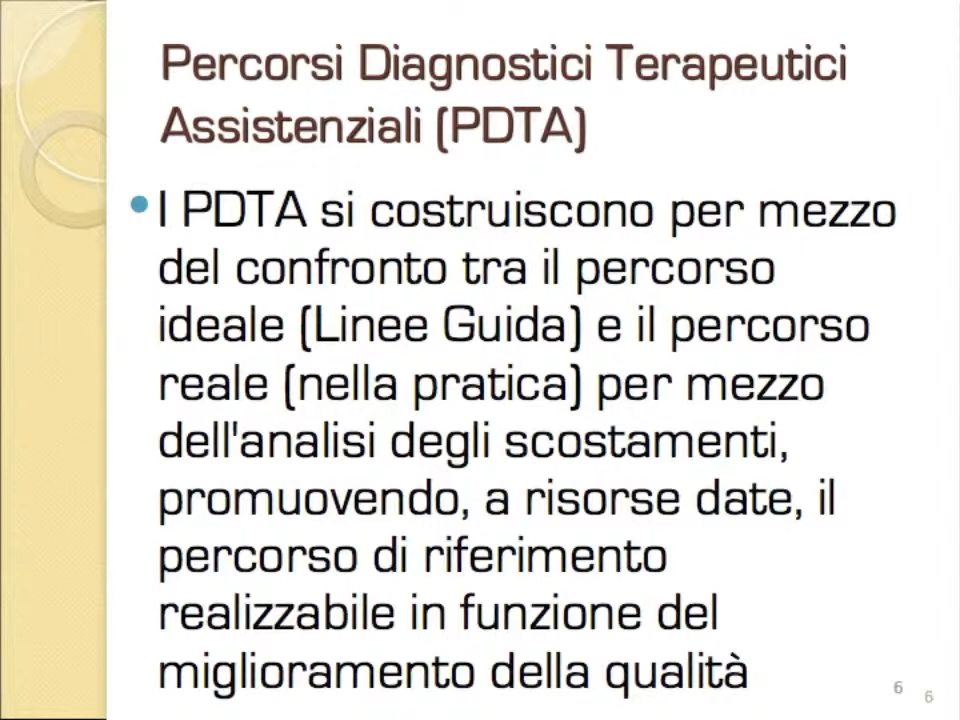 Percorsi Diagnostici Terapeutici
Assistenziali (PDTA)
• I PDTA si costruiscono per mezzo
del confronto tra il percorso
ideale (Linee Guida) e il percorso
reale (nella pratica) per mezzo
dell'analisi degli scostamenti,
promuovendo, a risorse date, il
percorso di riferimento
realizzabile in funzione del
miglioramento della qualità
6
6